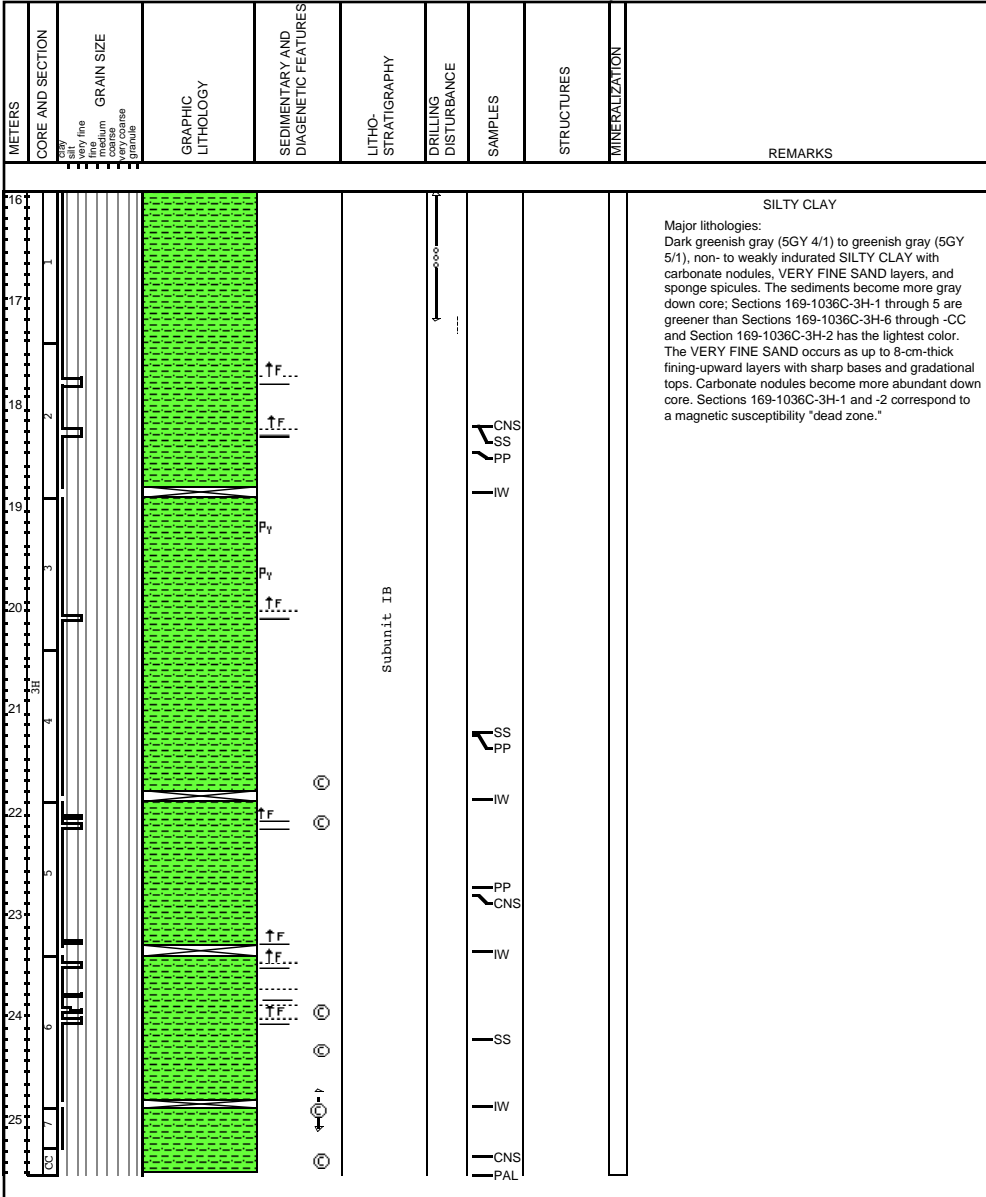 METERS
CORE AND SECTION
GRAIN SIZE
clay
silt
very fine
fine
medium
coarse
very coarse
granule
GRAPHIC
LITHOLOGY
SEDIMENTARY AND
DIAGENETIC FEATURES
LITHO-
STRATIGRAPHY
DRILLING
DISTURBANCE
SAMPLES
STRUCTURES
MINERALIZATION
REMARKS
16
17
18
19
20
21
22
23
24
25
3H
1
2
3
4
5
6
7
CC
F
F
Py
Py
F
C
F
C
F
F
F
C
C
C
C
Subunit IB
CNS
SS
PP
IW
SS
PP
IW
PP
CNS
IW
SS
IW
CNS
PAL
SILTY CLAY
Major lithologies:
Dark greenish gray (5GY 4/1) to greenish gray (5GY
5/1), non- to weakly indurated SILTY CLAY with
carbonate nodules, VERY FINE SAND layers, and
sponge spicules. The sediments become more gray
down core; Sections 169-1036C-3H-1 through 5 are
greener than Sections 169-1036C-3H-6 through -CC
and Section 169-1036C-3H-2 has the lightest color.
The VERY FINE SAND occurs as up to 8-cm-thick
fining-upward layers with sharp bases and gradational
tops. Carbonate nodules become more abundant down
core. Sections 169-1036C-3H-1 and -2 correspond to
a magnetic susceptibility "dead zone."